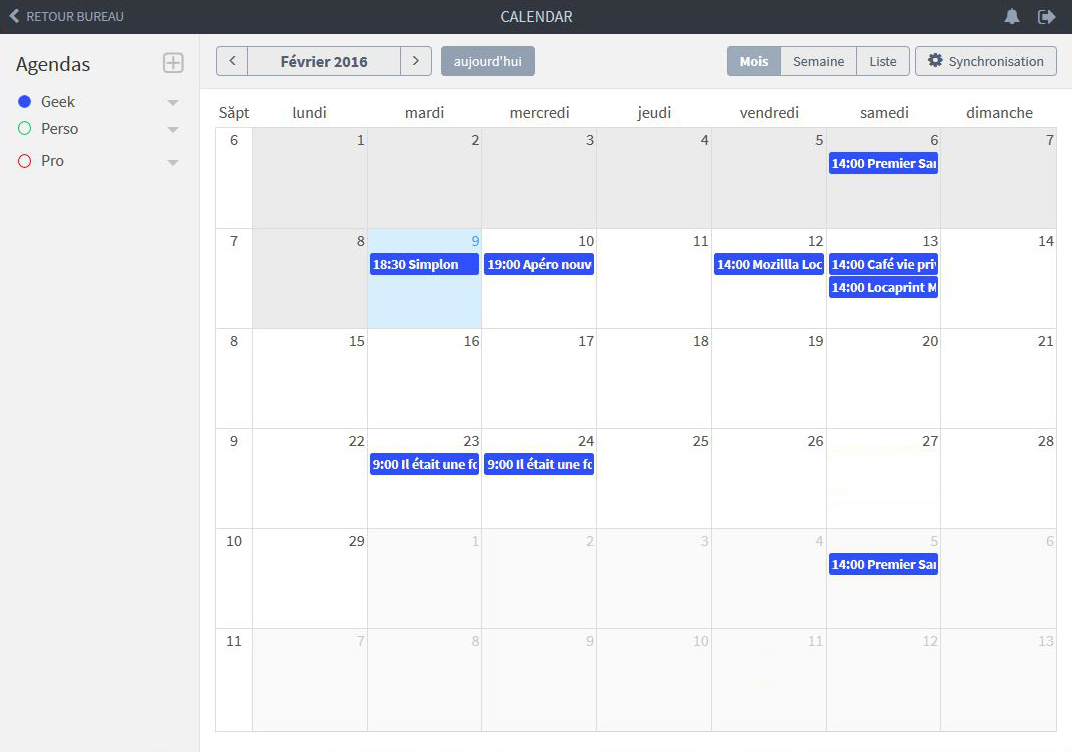 RETOUR BUREAU CALENDAR
Agendas
Geek
Perso
Pro
Février 2016 aujourd'hui Mois Semaine Liste Synchronisation
Săpt lundi mardi mercredi jeudi vendredi samedi dimanche
6 1 2 3 4 5 6 7
14:00 Premier Sa
7 8 9 10 11 12 13 14
18:30 Simplon 19:00 Apéro nouv 14:00 Mozillla Loc 14:00 Café vie pri
14:00 Locaprint M
8 15 16 17 18 19 20 21
9 22 23 24 25 26 27 28
9:00 Il était une fo 9:00 Il était une fo
10 29 1 2 3 4 5 6
14:00 Premier Sa
11 7 8 9 10 11 12 13